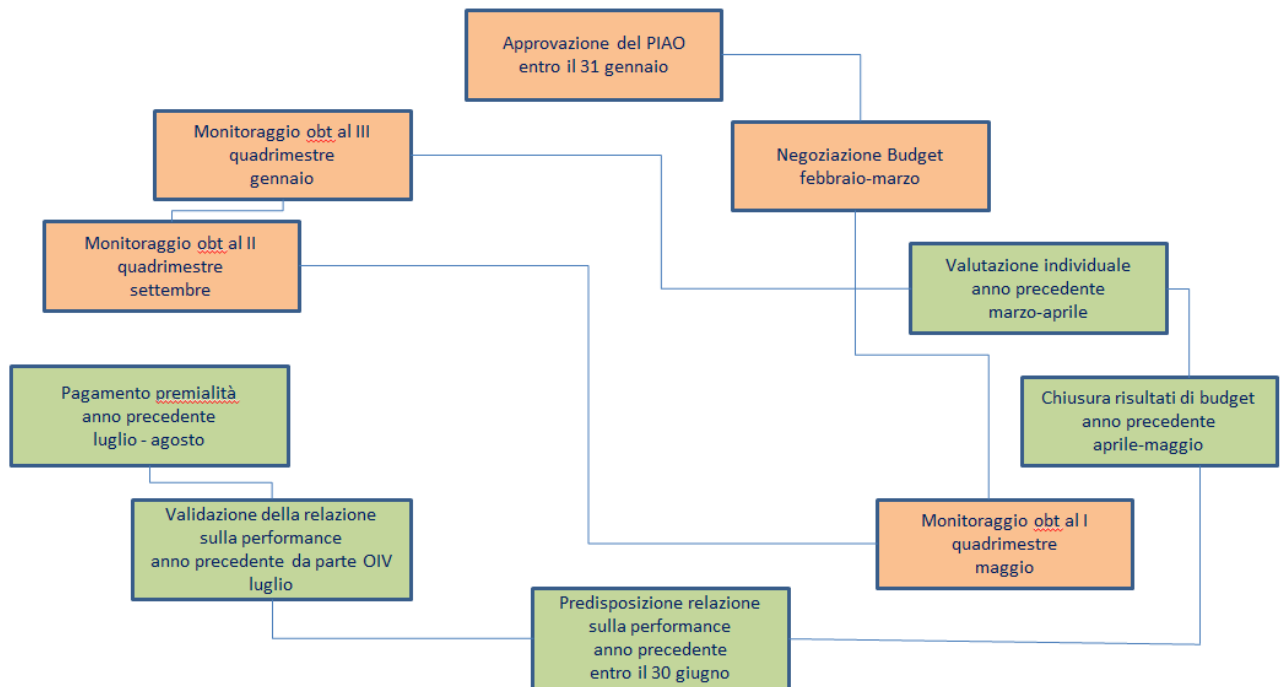 Approvazione del PIAO
entro il 31 gennaio
Monitoraggio obt al III
quadrimestre
gennaio
Negoziazione Budget
febbraio-marzo
Monitoraggio obt al II
quadrimestre
settembre
Valutazione individuale
anno precedente
marzo-aprile
Pagamento premialità
anno precedente
luglio - agosto
Chiusura risultati di budget
anno precedente
aprile-maggio
Validazione della relazione
sulla performance
anno precedente da parte OIV
luglio
Monitoraggio obt al I
quadrimestre
maggio
Predisposizione relazione
sulla performance
anno precedente
entro il 30 giugno